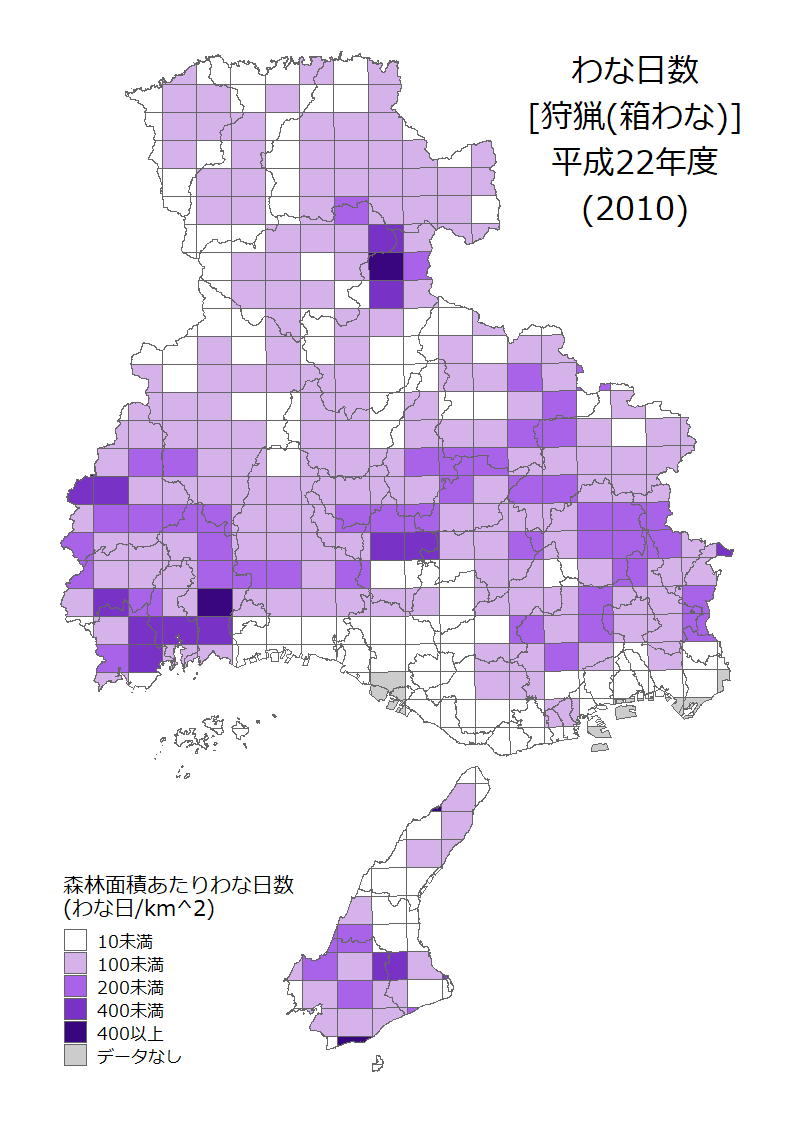 わな日数
[狩猟(箱わな)]
平成22年度
(2010)
森林面積あたりわな日数
(わな日/km^2)
10未満
100未満
200未満
400未満
400以上
データなし